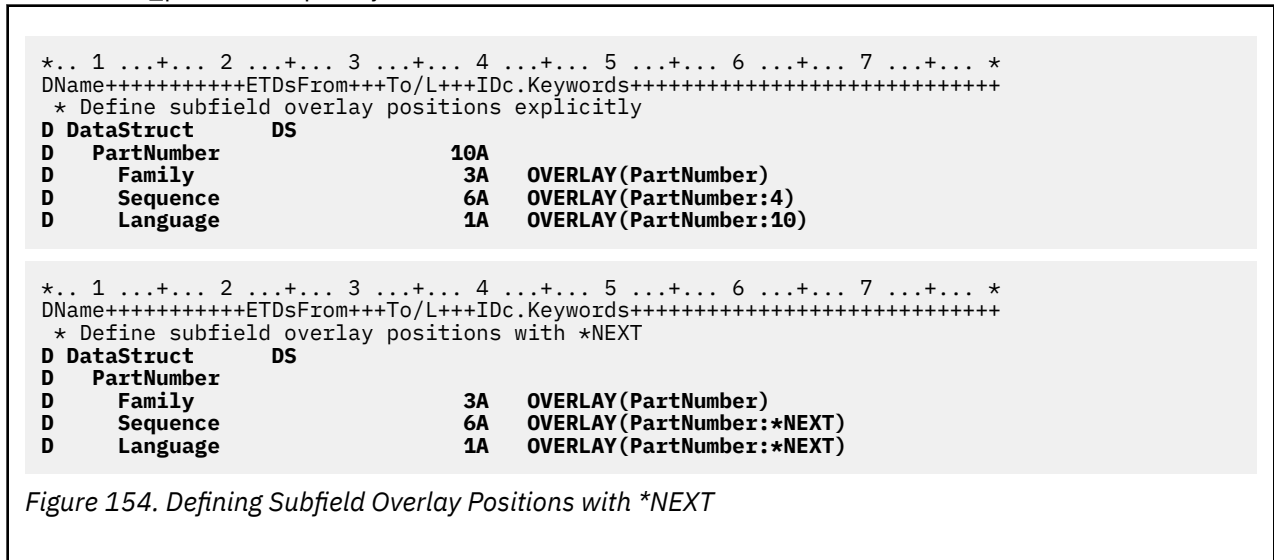 *.. 1 ...+... 2 ...+... 3 ...+... 4 ...+... 5 ...+... 6 ...+... 7 ...+... *
DName+++++++++++ETDsFrom+++To/L+++IDc.Keywords+++++++++++++++++++++++++++++
 * Define subfield overlay positions explicitly
D DataStruct      DS
D   PartNumber                  10A
D     Family                     3A   OVERLAY(PartNumber)
D     Sequence                   6A   OVERLAY(PartNumber:4)
D     Language                   1A   OVERLAY(PartNumber:10)
*.. 1 ...+... 2 ...+... 3 ...+... 4 ...+... 5 ...+... 6 ...+... 7 ...+... *
DName+++++++++++ETDsFrom+++To/L+++IDc.Keywords+++++++++++++++++++++++++++++
 * Define subfield overlay positions with *NEXT
D DataStruct      DS
D   PartNumber
D     Family                     3A   OVERLAY(PartNumber)
D     Sequence                   6A   OVERLAY(PartNumber:*NEXT)
D     Language                   1A   OVERLAY(PartNumber:*NEXT)
Figure 154. Defining Subfield Overlay Positions with *NEXT